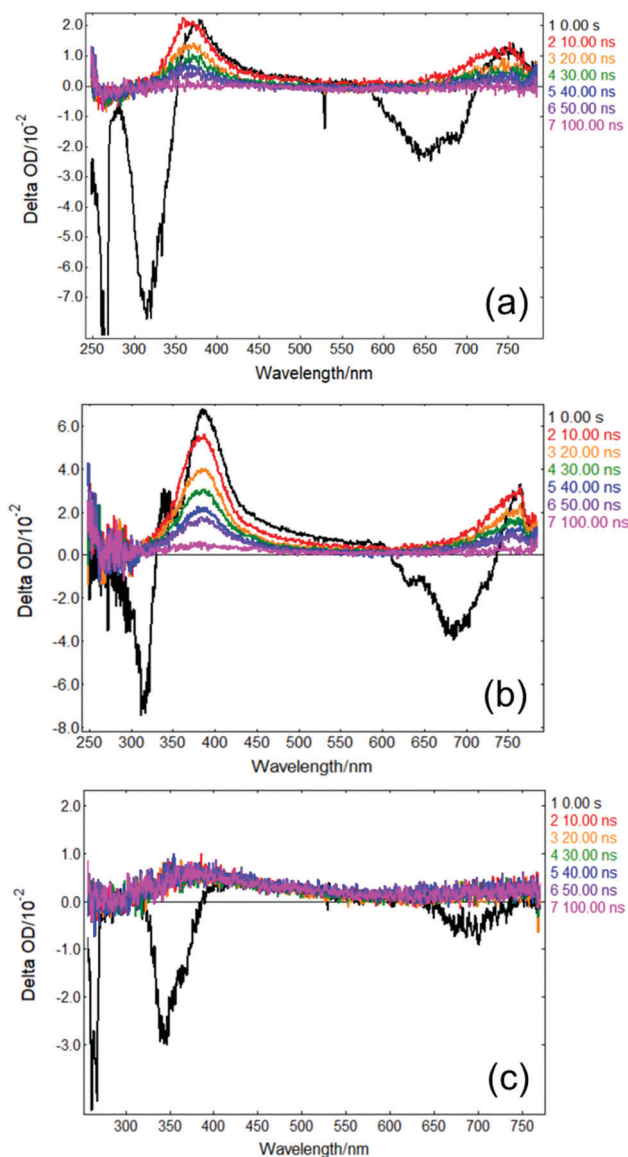 2.0
1.0
0.0
-1.0
-2.0
-3.0
-4.0
-5.0
-6.0
-7.0
Delta OD/10-2
250 300 350 400 450 500 550 600 650 700 750
Wavelength/nm
1 0.00 s
2 10.00 ns
3 20.00 ns
4 30.00 ns
5 40.00 ns
6 50.00 ns
7 100.00 ns
(a)
6.0
4.0
2.0
0.0
-2.0
-4.0
-6.0
-8.0
Delta OD/10-2
250 300 350 400 450 500 550 600 650 700 750
Wavelength/nm
1 0.00 s
2 10.00 ns
3 20.00 ns
4 30.00 ns
5 40.00 ns
6 50.00 ns
7 100.00 ns
(b)
2.0
1.0
0.0
-1.0
-2.0
-3.0
Delta OD/10-2
300 350 400 450 500 550 600 650 700 750
Wavelength/nm
1 0.00 s
2 10.00 ns
3 20.00 ns
4 30.00 ns
5 40.00 ns
6 50.00 ns
7 100.00 ns
(c)